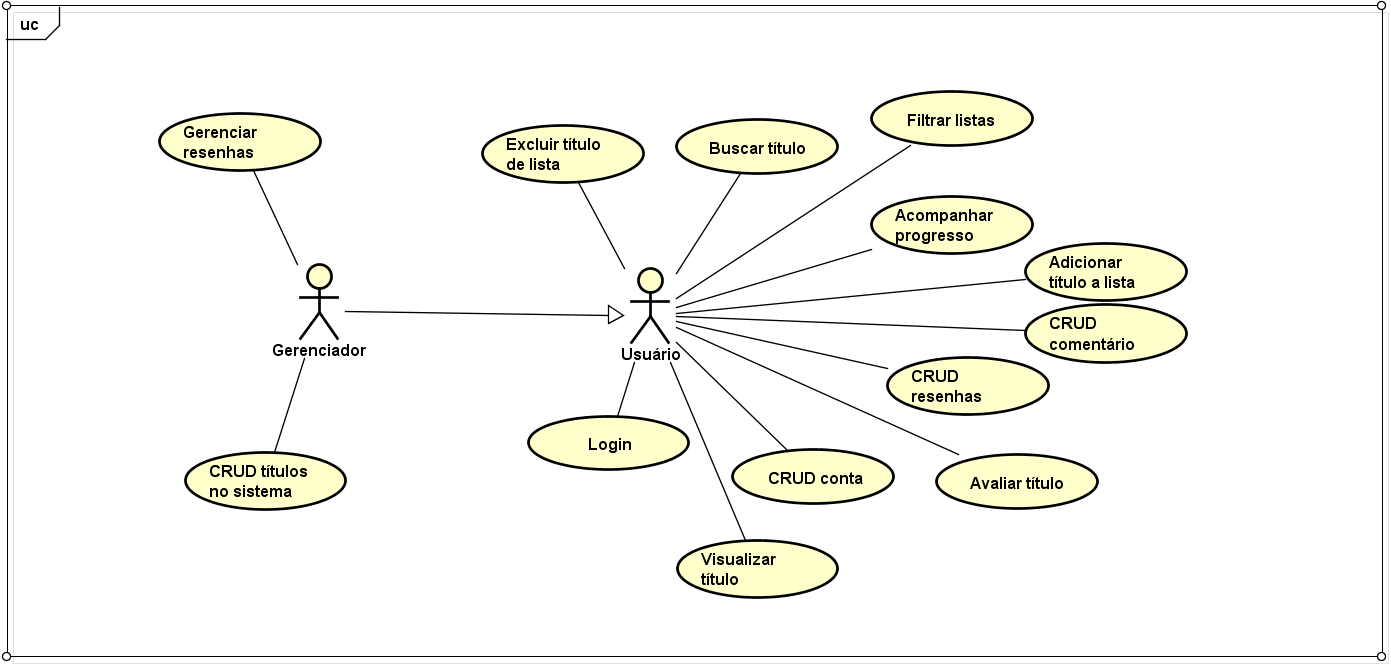 uc
Gerenciar
resenhas
Excluir título
de lista
Buscar título
Filtrar listas
Acompanhar
progresso
Adicionar
título a lista
CRUD
comentário
Gerenciador
Usuário
CRUD
resenhas
Login
CRUD títulos
no sistema
CRUD conta
Avaliar título
Visualizar
título